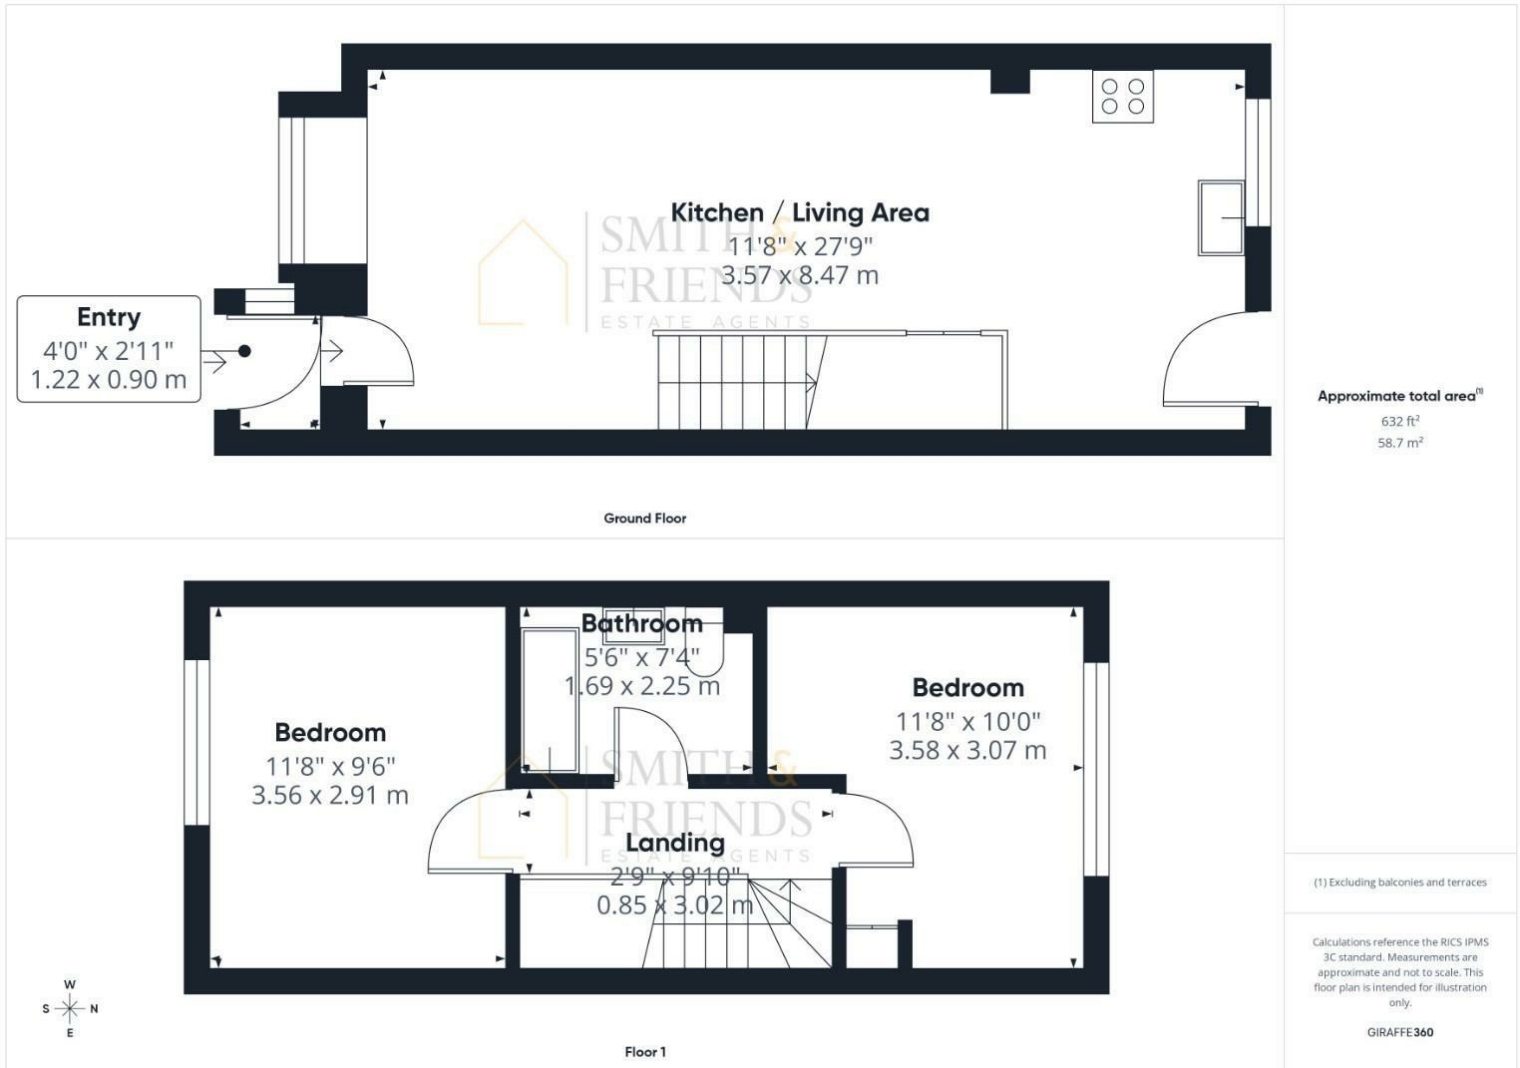 Kitchen / Living Area
11'8" x 27'9"
3.57 x 8.47 m
SMITH &
FRIENDS
ESTATE AGENTS
Entry
4'0" x 2'11"
1.22 x 0.90 m
Ground Floor
Approximate total area(1)
632 ft²
58.7 m²
Bathroom
5'6" x 7'4"
1.69 x 2.25 m
Bedroom
11'8" x 10'0"
3.58 x 3.07 m
Bedroom
11'8" x 9'6"
3.56 x 2.91 m
SMITH &
FRIENDS
ESTATE AGENTS
Landing
2'9" x 9'10"
0.85 x 3.02 m
(1) Excluding balconies and terraces
Calculations reference the RICS IPMS
3C standard. Measurements are
approximate and not to scale. This
floor plan is intended for illustration
only.
GIRAFFE360
W
S N
E
Floor 1